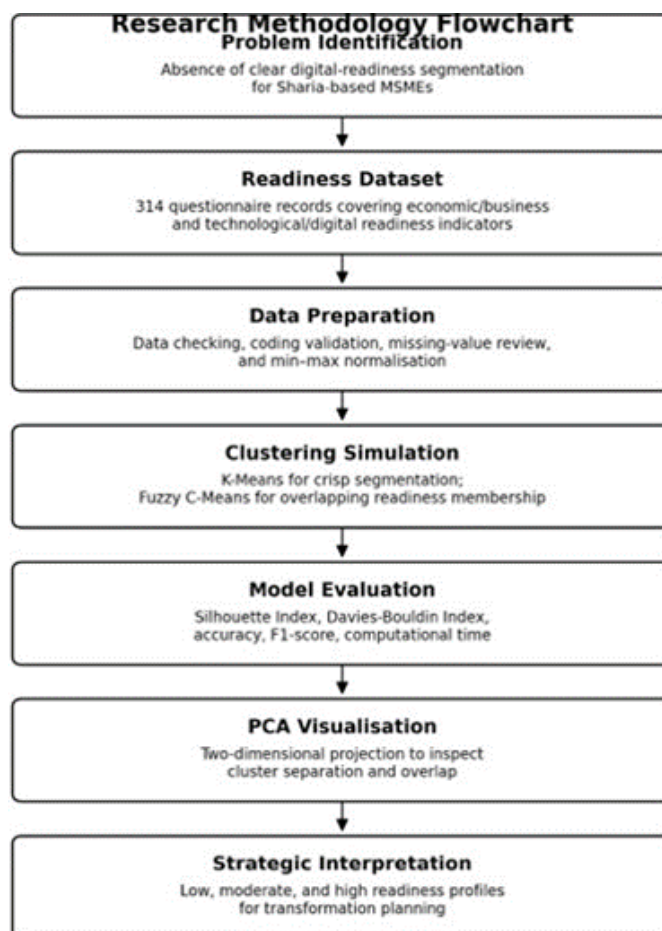 Research Methodology Flowchart
Problem Identification
Absence of clear digital-readiness segmentation
for Sharia-based MSMEs
Readiness Dataset
314 questionnaire records covering economic/business
and technological/digital readiness indicators
Data Preparation
Data checking, coding validation, missing-value review,
and min–max normalisation
Clustering Simulation
K-Means for crisp segmentation;
Fuzzy C-Means for overlapping readiness membership
Model Evaluation
Silhouette Index, Davies-Bouldin Index,
accuracy, F1-score, computational time
PCA Visualisation
Two-dimensional projection to inspect
cluster separation and overlap
Strategic Interpretation
Low, moderate, and high readiness profiles
for transformation planning